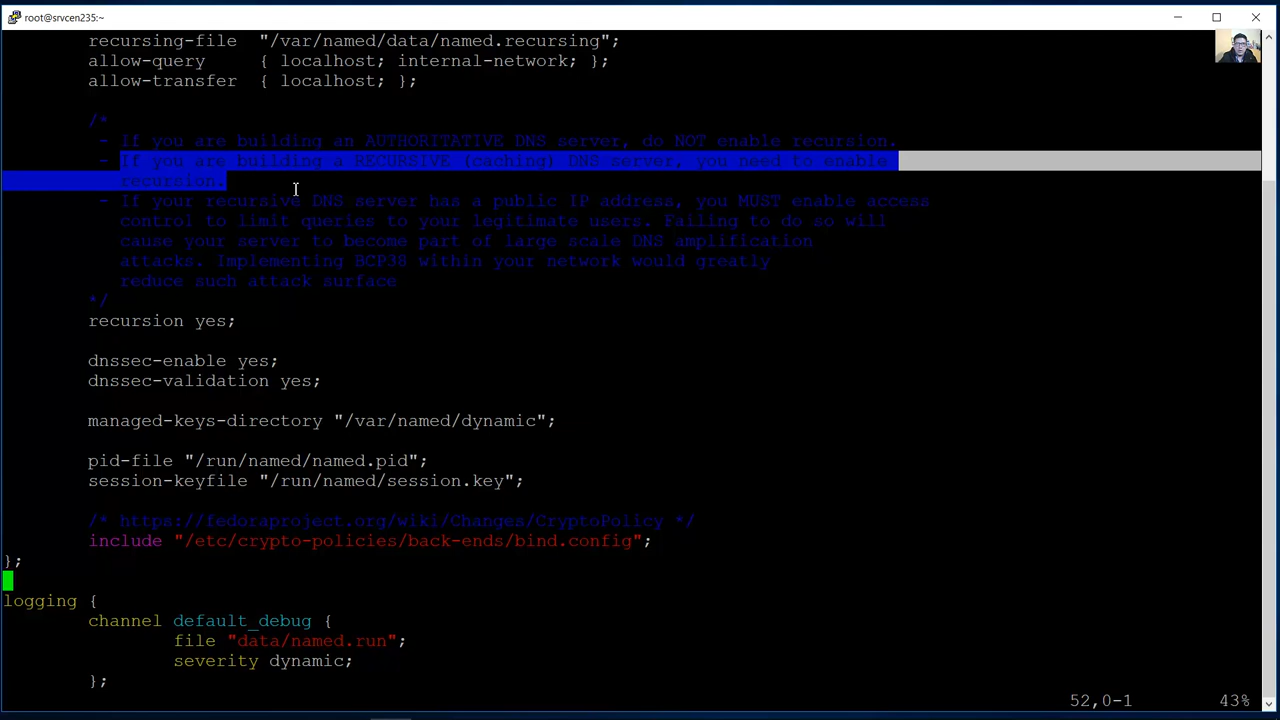 root@srvcen235:~
recursing-file "/var/named/data/named.recursing";
allow-query { localhost; internal-network; };
allow-transfer { localhost; };
/*
- If you are building an AUTHORITATIVE DNS server, do NOT enable recursion.
- If you are building a RECURSIVE (caching) DNS server, you need to enable
recursion.
- If your recursive DNS server has a public IP address, you MUST enable access
control to limit queries to your legitimate users. Failing to do so will
cause your server to become part of large scale DNS amplification
attacks. Implementing BCP38 within your network would greatly
reduce such attack surface
*/
recursion yes;
dnssec-enable yes;
dnssec-validation yes;
managed-keys-directory "/var/named/dynamic";
pid-file "/run/named/named.pid";
session-keyfile "/run/named/session.key";
/* https://fedoraproject.org/wiki/Changes/CryptoPolicy */
include "/etc/crypto-policies/back-ends/bind.config";
};
logging {
channel default_debug {
file "data/named.run";
severity dynamic;
};
52,0-1 43%